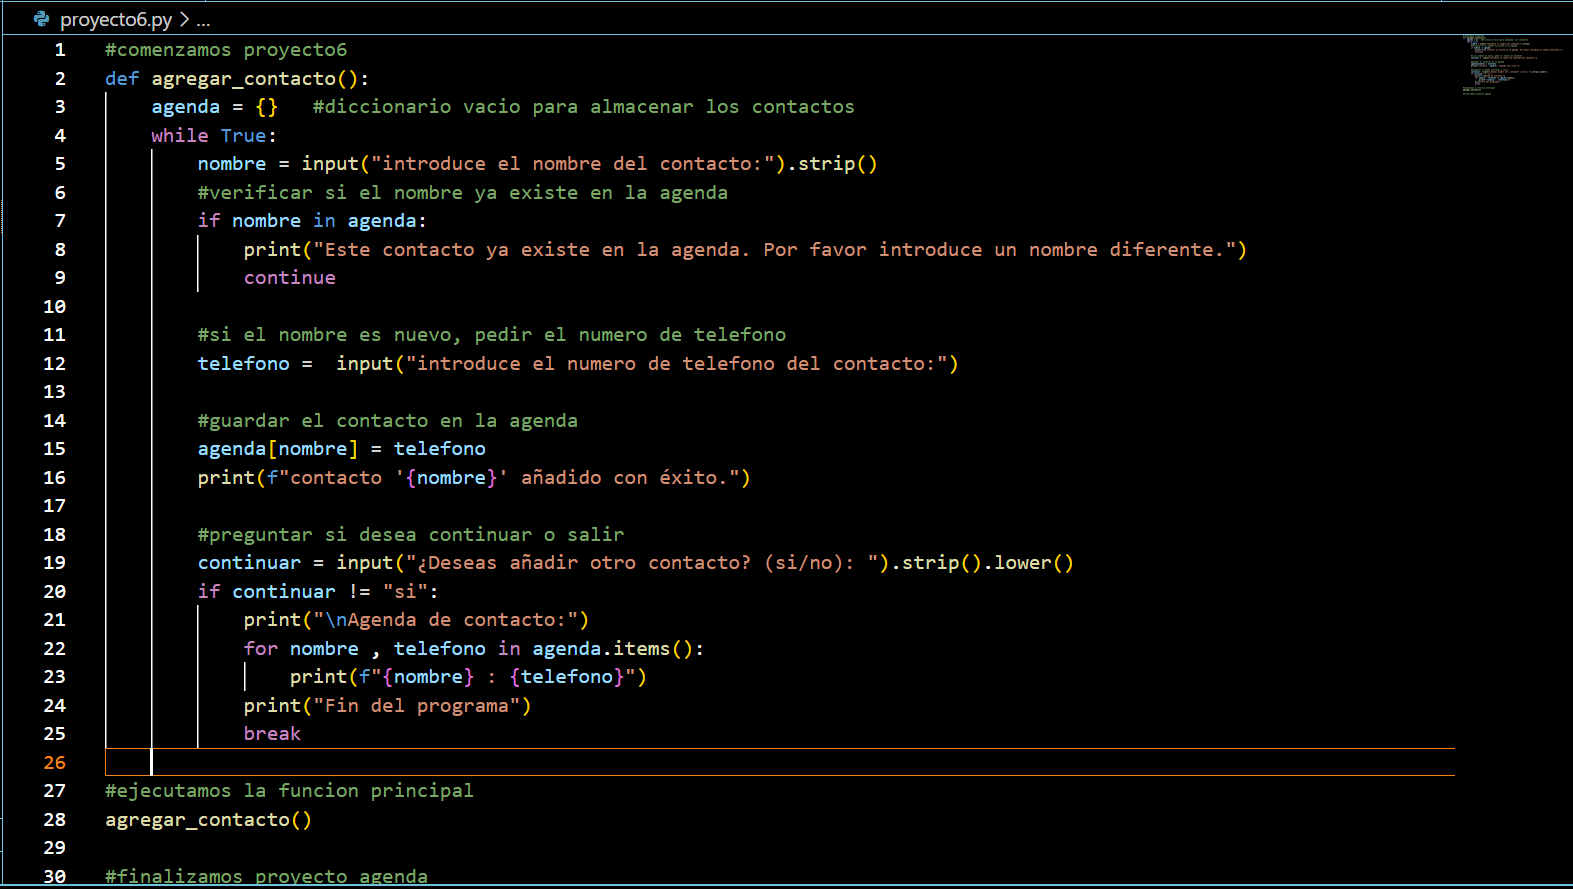 proyecto6.py > ...
1 #comenzamos proyecto6
2 def agregar_contacto():
3     agenda = {}   #diccionario vacio para almacenar los contactos
4     while True:
5         nombre = input("introduce el nombre del contacto:").strip()
6         #verificar si el nombre ya existe en la agenda
7         if nombre in agenda:
8             print("Este contacto ya existe en la agenda. Por favor introduce un nombre diferente.")
9             continue
10
11         #si el nombre es nuevo, pedir el numero de telefono
12         telefono =  input("introduce el numero de telefono del contacto:")
13
14         #guardar el contacto en la agenda
15         agenda[nombre] = telefono
16         print(f"contacto '{nombre}' añadido con éxito.")
17
18         #preguntar si desea continuar o salir
19         continuar = input("¿Deseas añadir otro contacto? (si/no): ").strip().lower()
20         if continuar != "si":
21             print("\nAgenda de contacto:")
22             for nombre , telefono in agenda.items():
23                 print(f"{nombre} : {telefono}")
24             print("Fin del programa")
25             break
26
27 #ejecutamos la funcion principal
28 agregar_contacto()
29
30 #finalizamos proyecto agenda